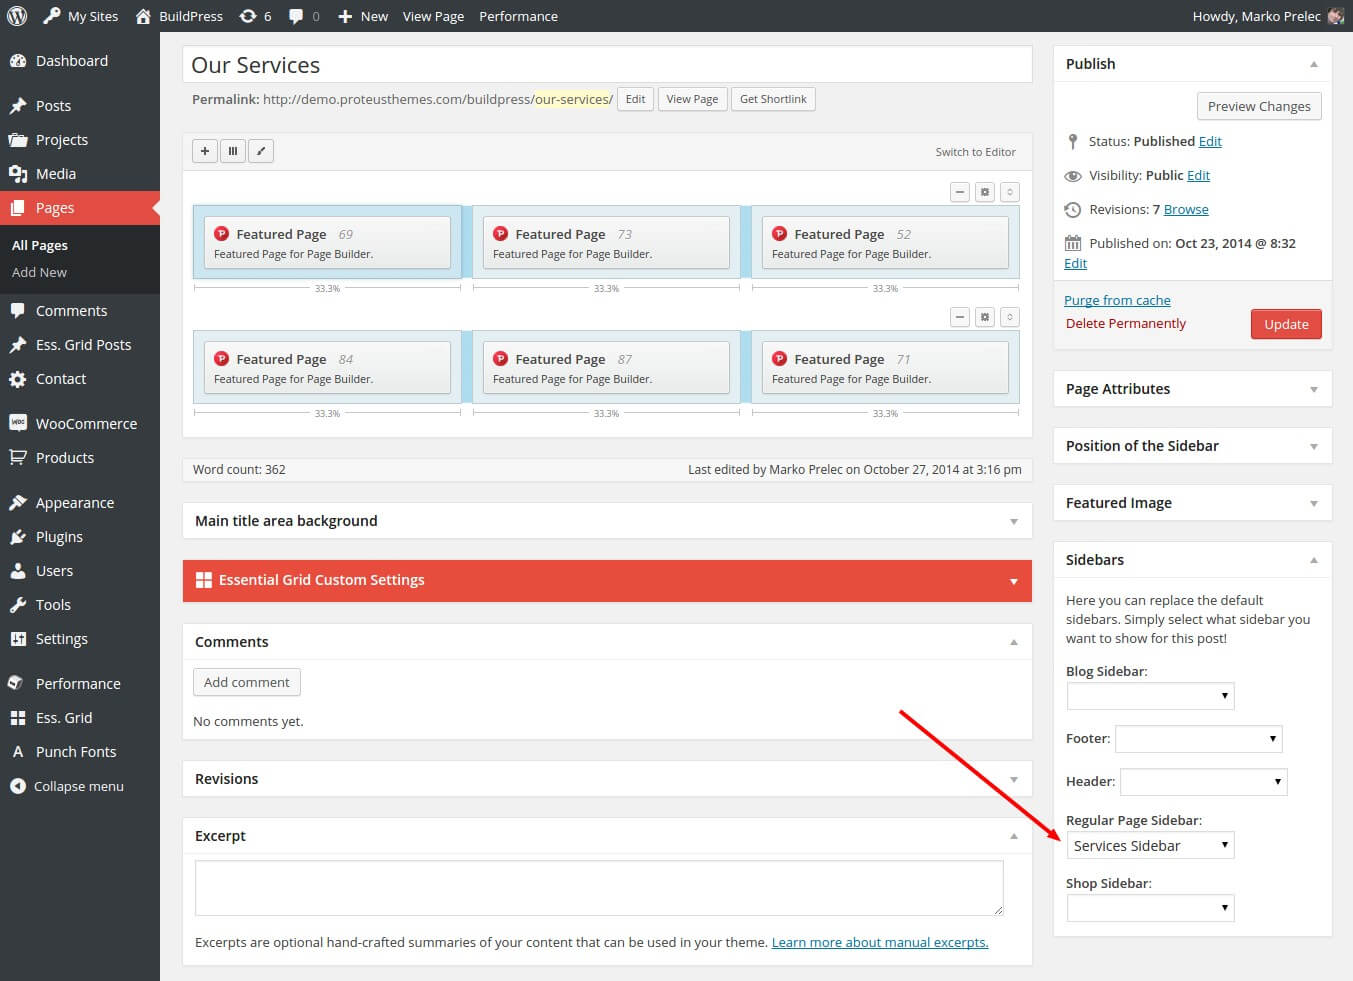 My Sites BuildPress 6 0 New View Page Performance Howdy, Marko Prelec
Dashboard
Posts
Projects
Media
Pages
All Pages
Add New
Comments
Ess. Grid Posts
Contact
WooCommerce
Products
Appearance
Plugins
Users
Tools
Settings
Performance
Ess. Grid
Punch Fonts
Collapse menu
Our Services
Permalink: http://demo.proteusthemes.com/buildpress/our-services/ Edit View Page Get Shortlink
Switch to Editor
Featured Page 69 Featured Page 73 Featured Page 52
Featured Page for Page Builder. Featured Page for Page Builder. Featured Page for Page Builder.
33.3% 33.3% 33.3%
Featured Page 84 Featured Page 87 Featured Page 71
Featured Page for Page Builder. Featured Page for Page Builder. Featured Page for Page Builder.
33.3% 33.3% 33.3%
Word count: 362 Last edited by Marko Prelec on October 27, 2014 at 3:16 pm
Main title area background
Essential Grid Custom Settings
Comments
Add comment
No comments yet.
Revisions
Excerpt
Excerpts are optional hand-crafted summaries of your content that can be used in your theme. Learn more about manual excerpts.
Publish
Preview Changes
Status: Published Edit
Visibility: Public Edit
Revisions: 7 Browse
Published on: Oct 23, 2014 @ 8:32
Edit
Purge from cache
Delete Permanently Update
Page Attributes
Position of the Sidebar
Featured Image
Sidebars
Here you can replace the default
sidebars. Simply select what sidebar you
want to show for this post!
Blog Sidebar:
Footer:
Header:
Regular Page Sidebar:
Services Sidebar
Shop Sidebar: